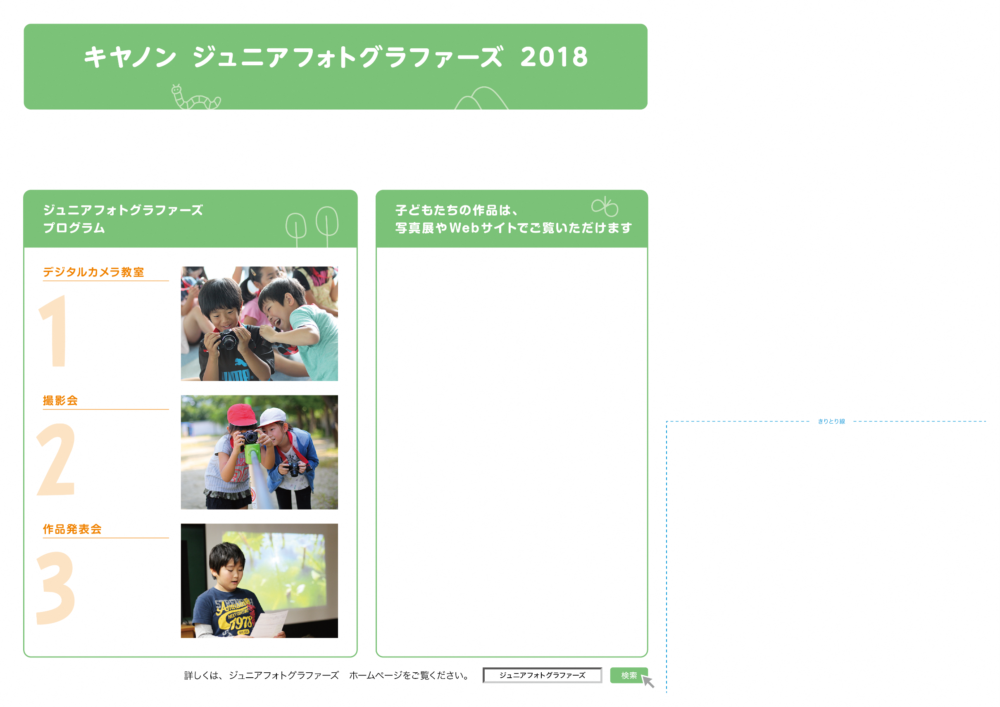 キヤノン ジュニアフォトグラファーズ 2018
ジュニアフォトグラファーズ
プログラム
デジタルカメラ教室
1
撮影会
2
作品発表会
3
子どもたちの作品は、
写真展やWebサイトでご覧いただけます
きりとり線
詳しくは、ジュニアフォトグラファーズ　ホームページをご覧ください。
ジュニアフォトグラファーズ
検索
Amusin
NEXT CENTURY
1978
NYC USA